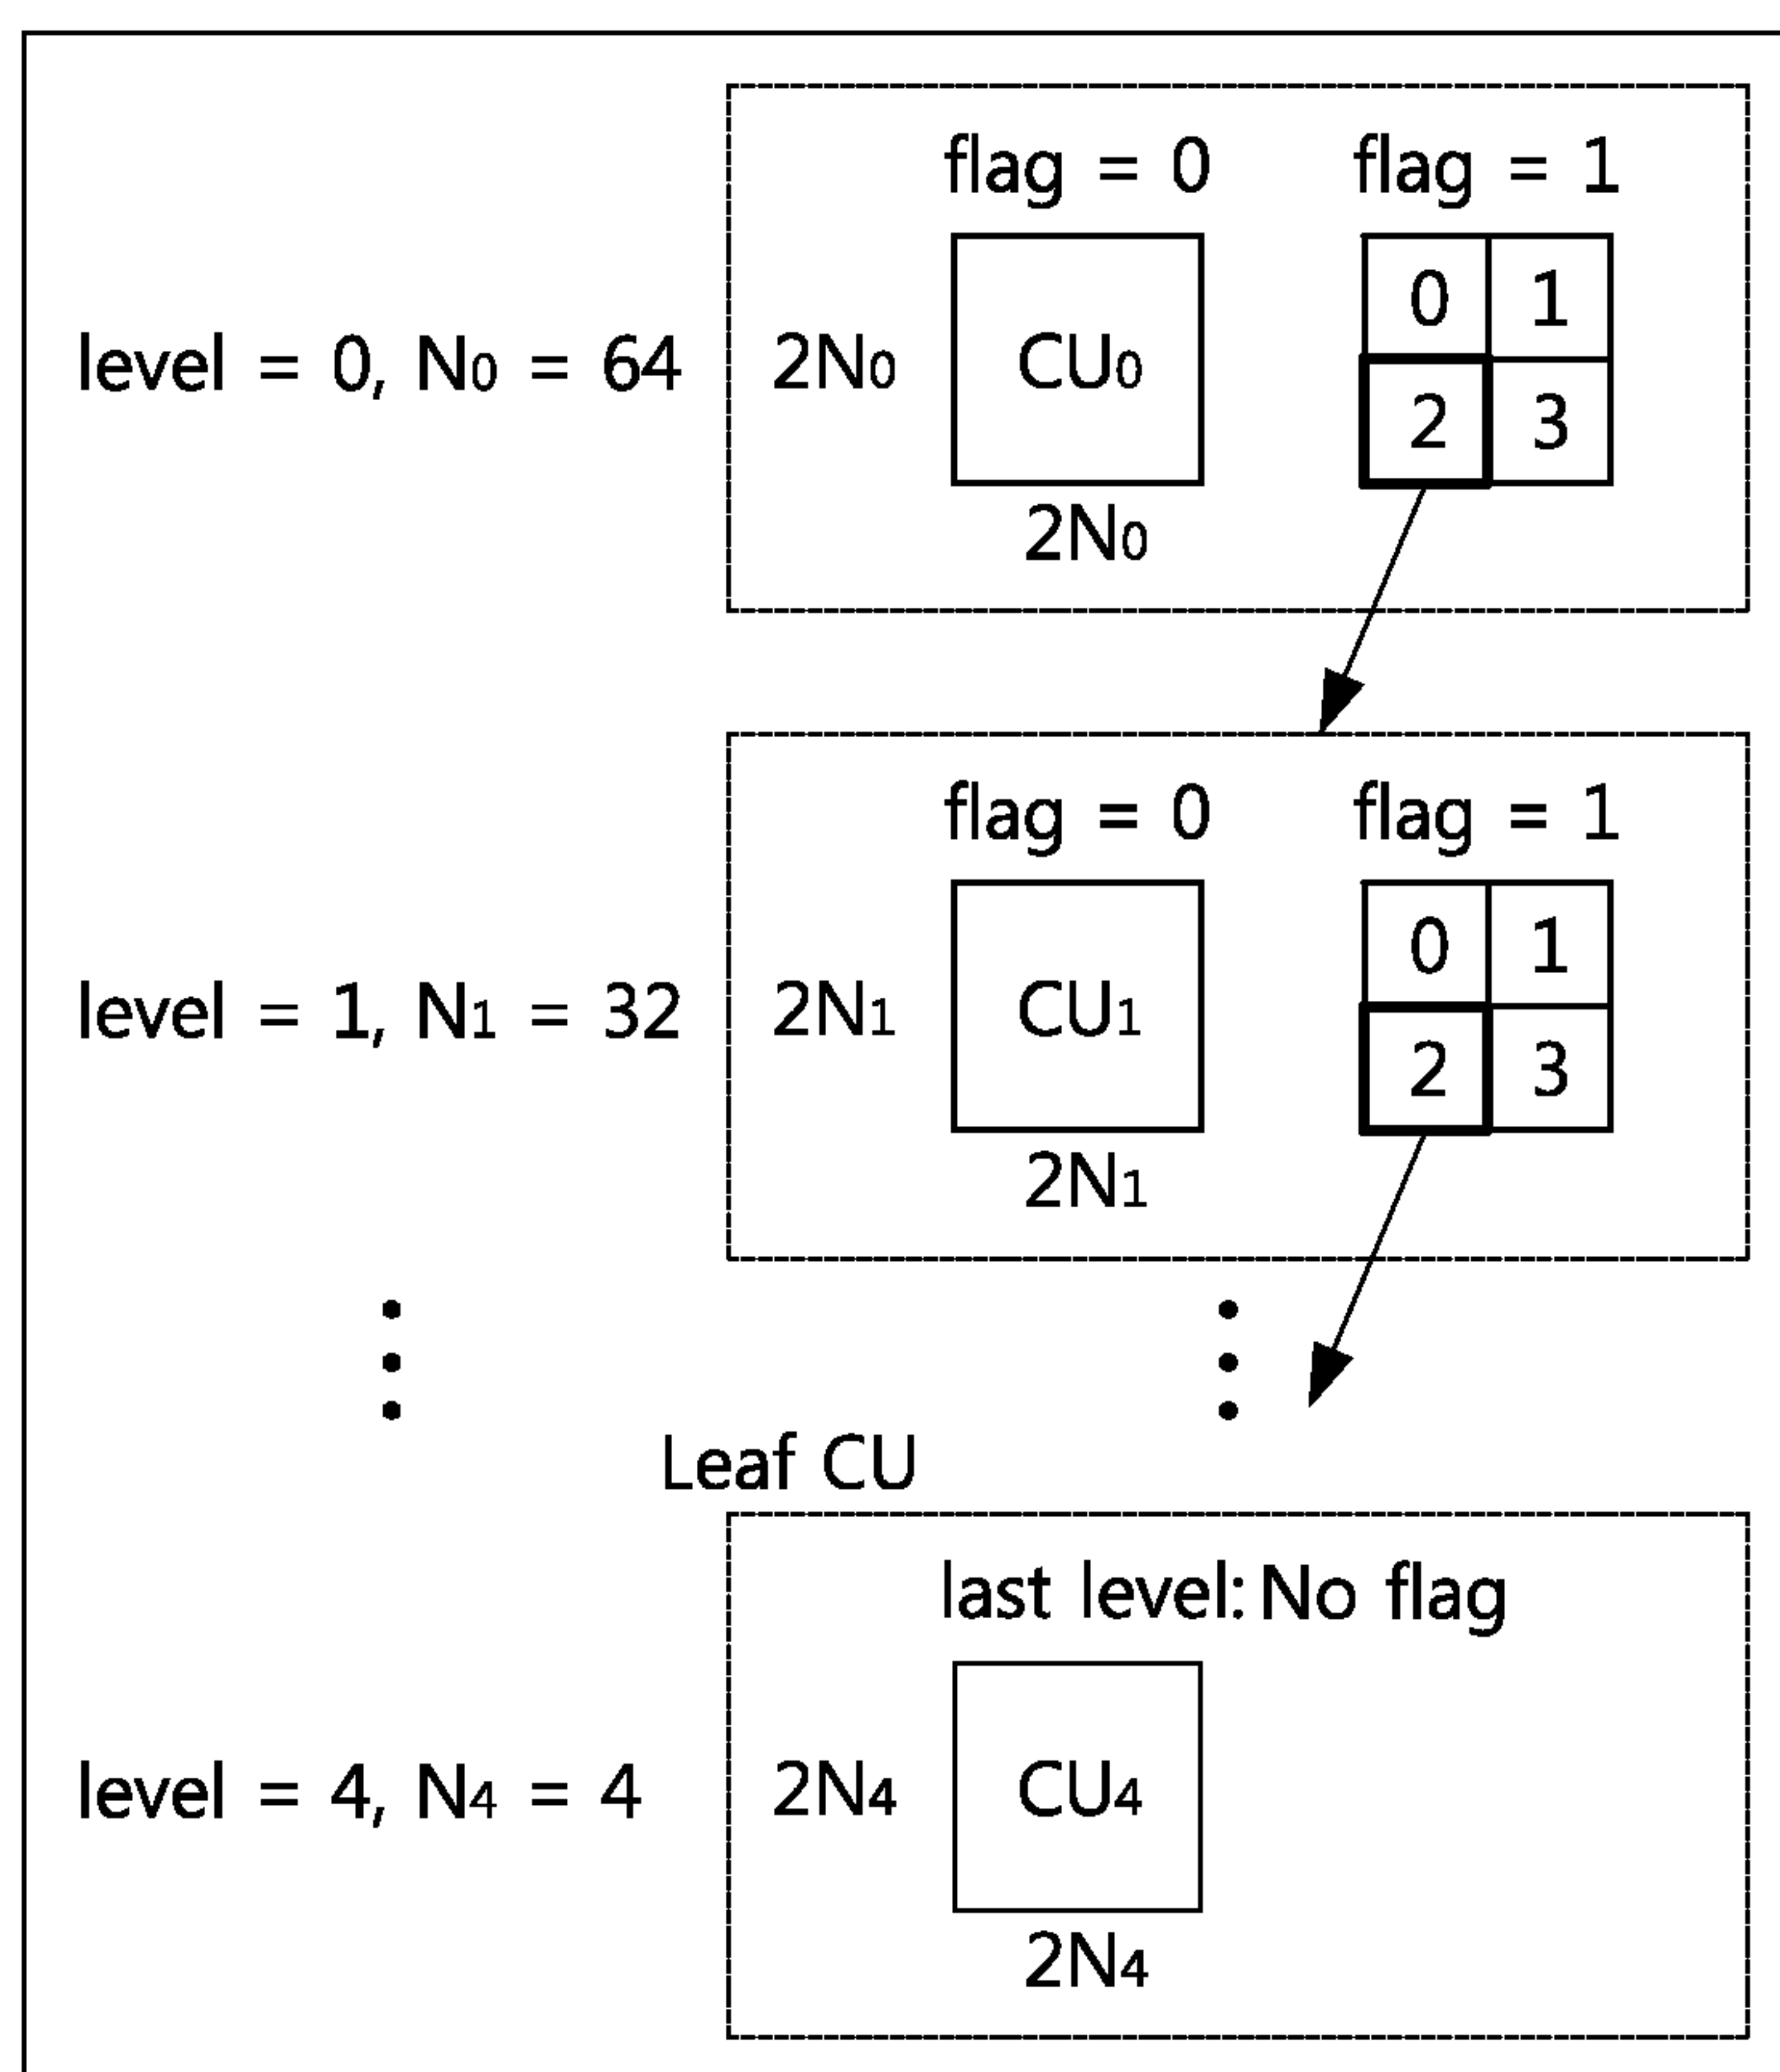 flag = 0 flag = 1
0 1
level = 0, N0 = 64 2N0 CU0
2 3
2N0
flag = 0 flag = 1
0 1
level = 1, N1 = 32 2N1 CU1
2 3
2N1
Leaf CU
last level: No flag
level = 4, N4 = 4 2N4 CU4
2N4